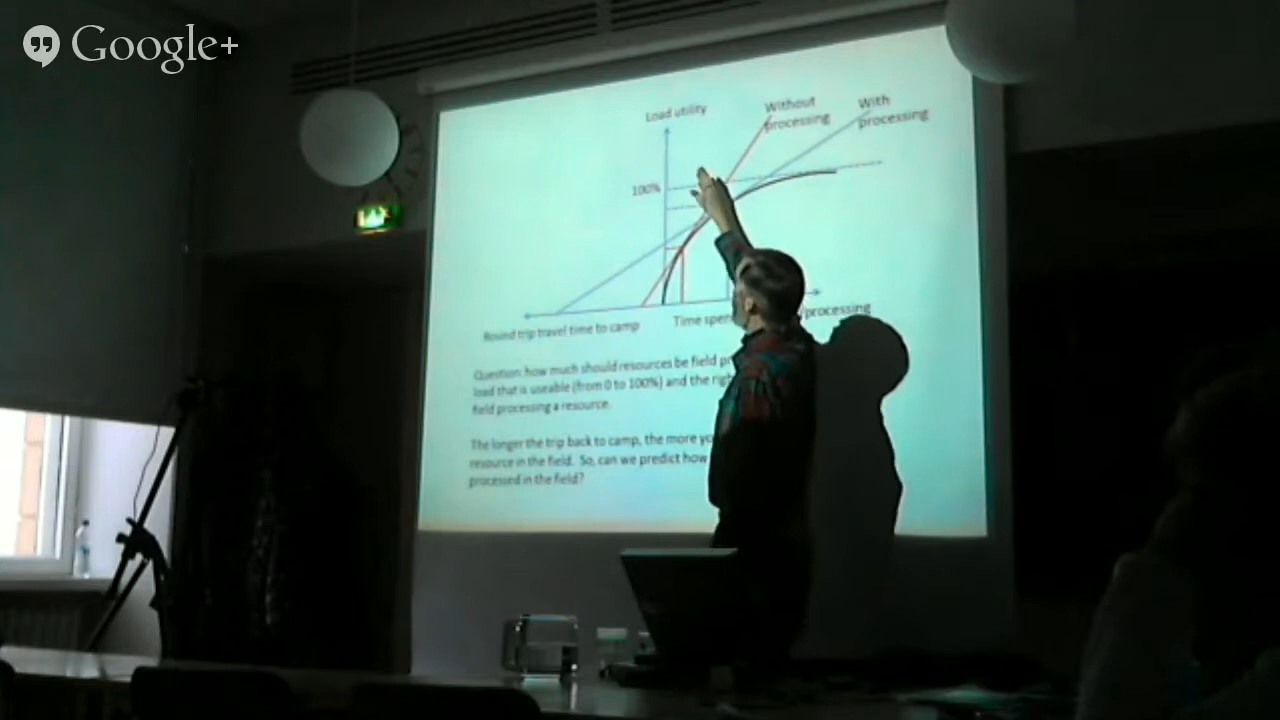 Google+
Load utility
Without
processing
With
processing
100%
Round trip travel time to camp
Time spen
/processing
Question: how much should resources be field pr
load that is useable (from 0 to 100%) and the righ
field processing a resource.
The longer the trip back to camp, the more yo
resource in the field. So, can we predict how
processed in the field?